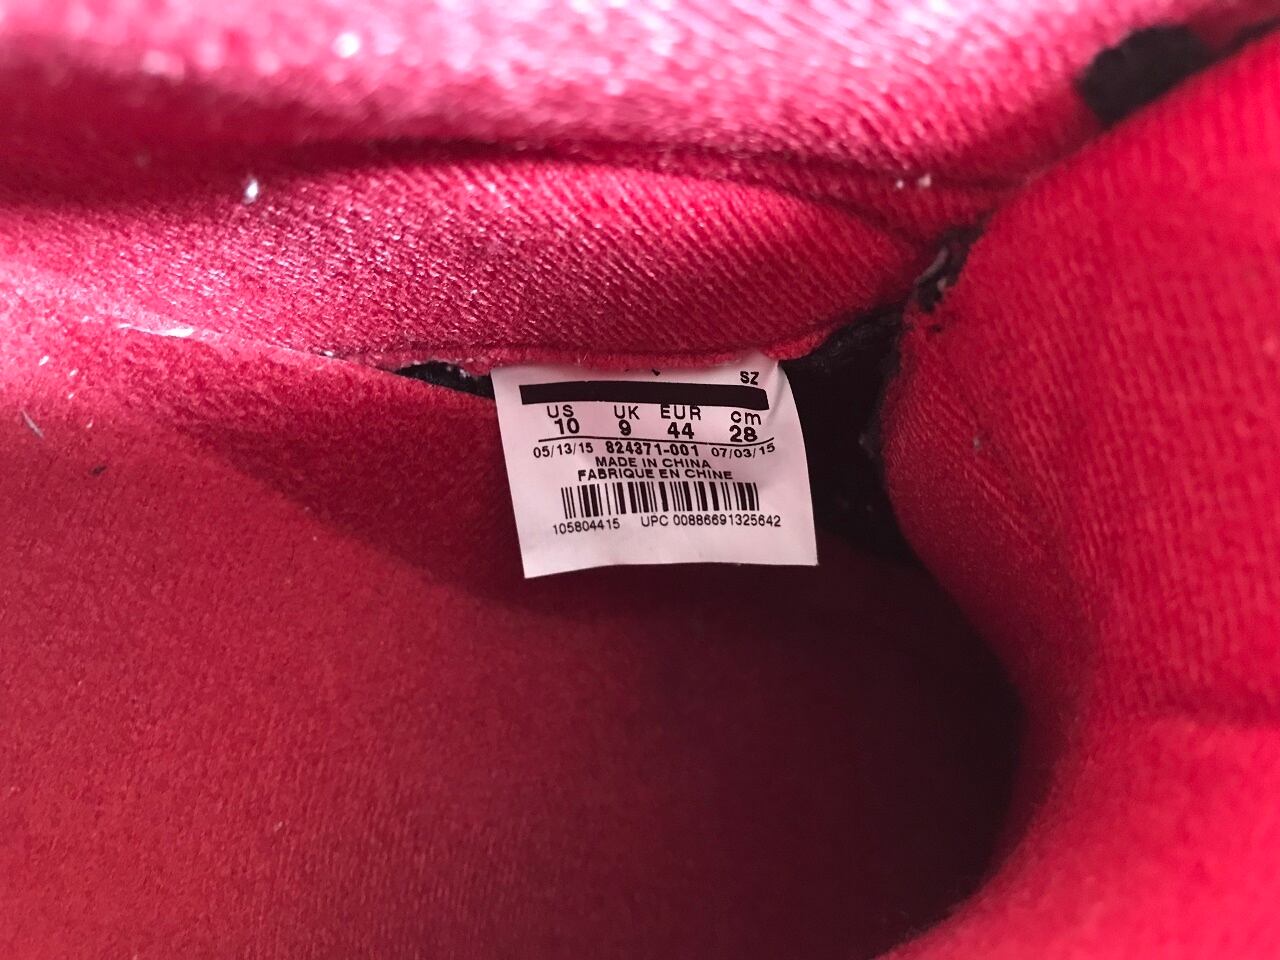 SZ
US UK EUR cm
10 9 44 28
05/13/15 824371-001 07/03/15
MADE IN CHINA
FABRIQUE EN CHINE
105804415 UPC 00886691325642